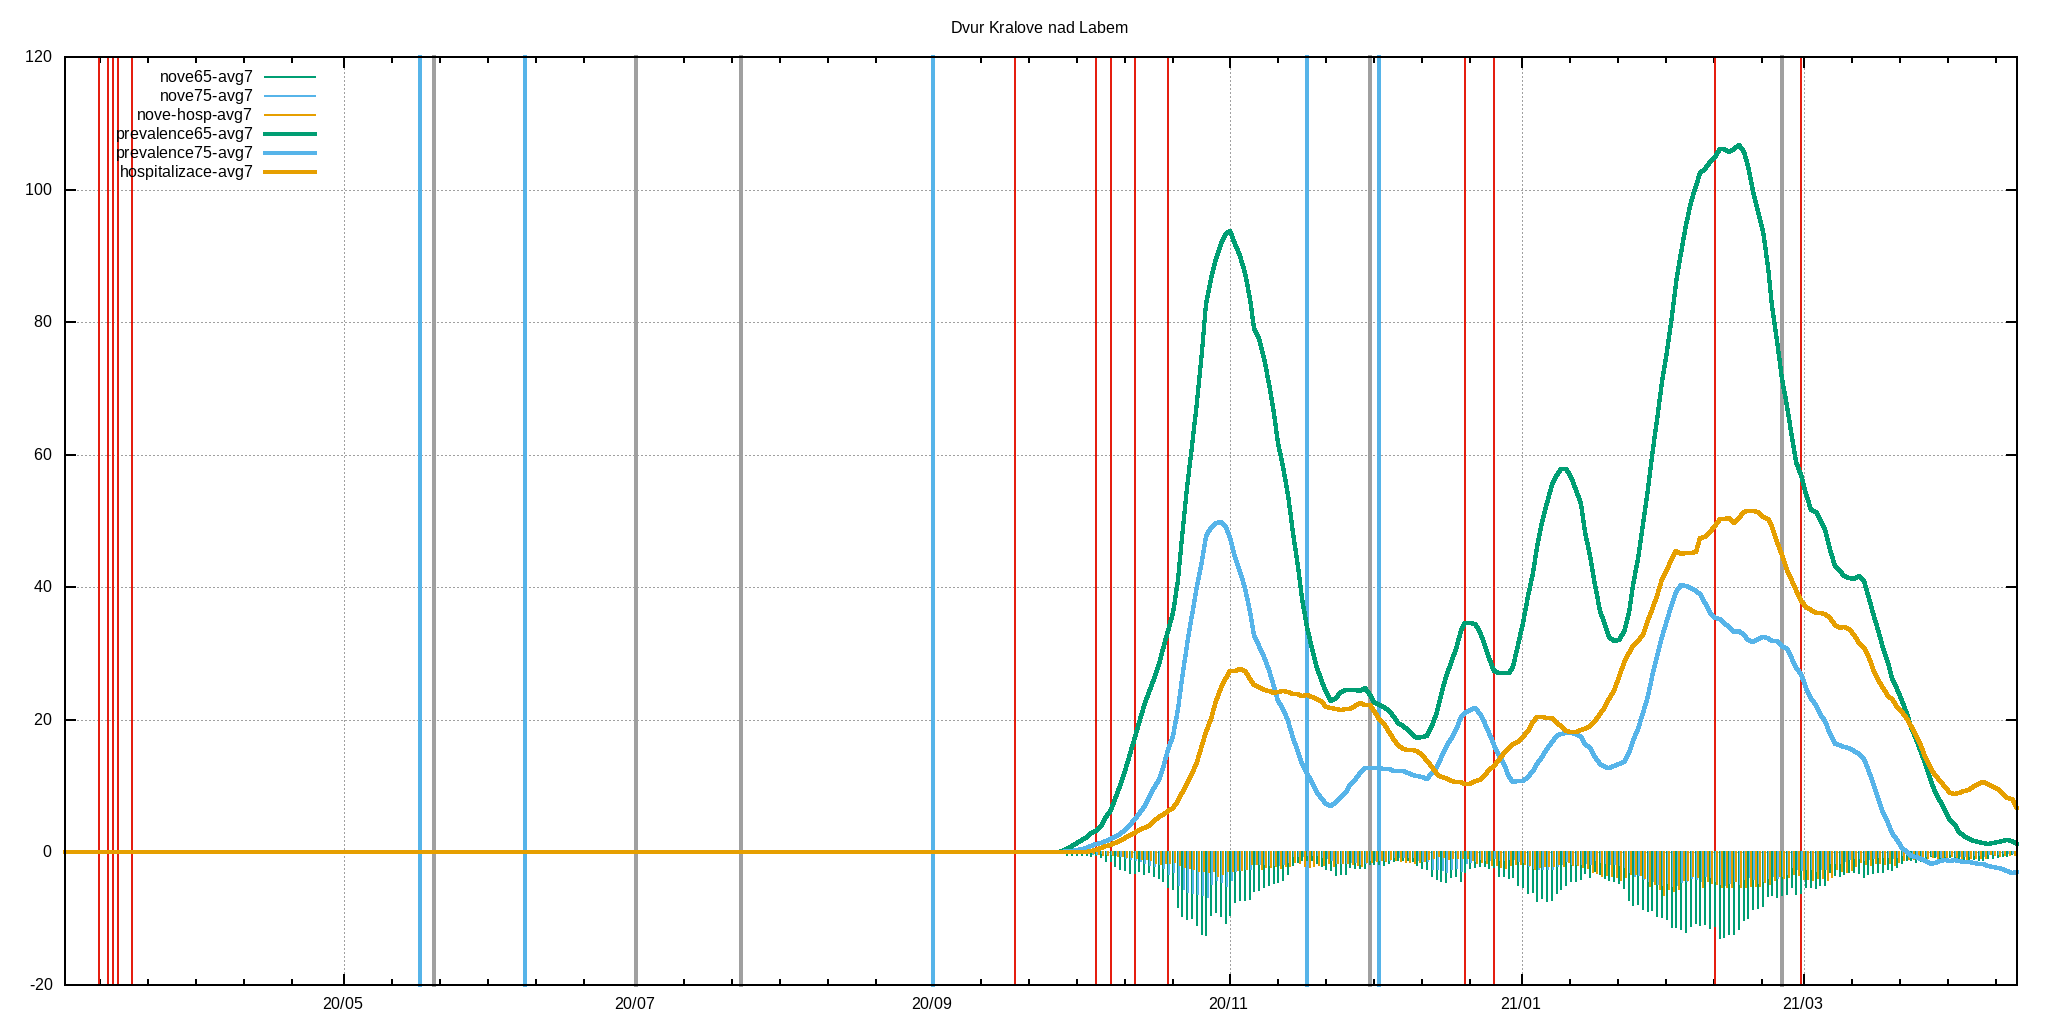 Dvur Kralove nad Labem
120
100
80
60
40
20
0
-20
nove65-avg7
nove75-avg7
nove-hosp-avg7
prevalence65-avg7
prevalence75-avg7
hospitalizace-avg7
20/05
20/07
20/09
20/11
21/01
21/03